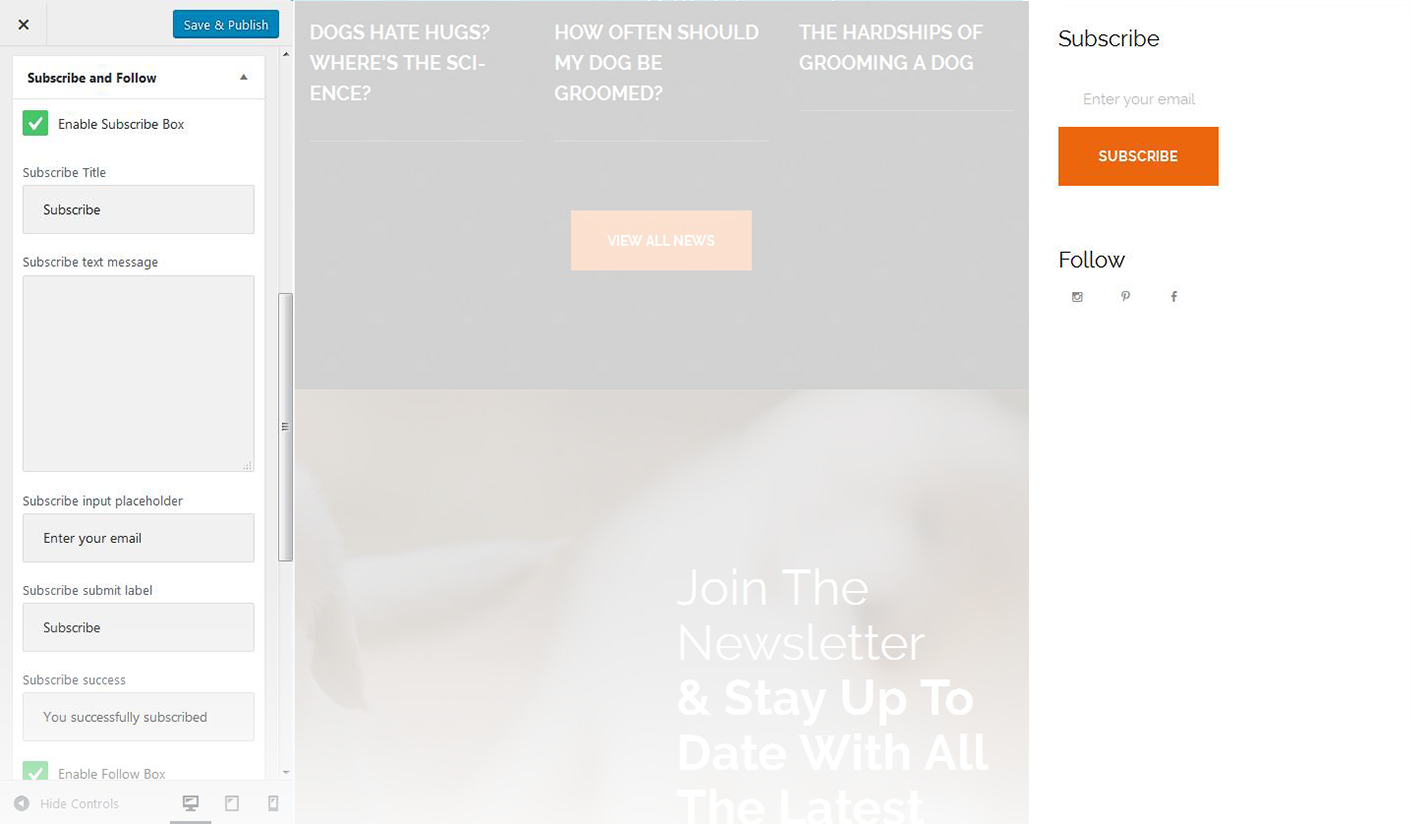 Save & Publish
Subscribe and Follow
Enable Subscribe Box
Subscribe Title
Subscribe
Subscribe text message
Subscribe input placeholder
Enter your email
Subscribe submit label
Subscribe
Subscribe success
You successfully subscribed
Enable Follow Box
Hide Controls
DOGS HATE HUGS?
WHERE'S THE SCI-
ENCE?
HOW OFTEN SHOULD
MY DOG BE
GROOMED?
THE HARDSHIPS OF
GROOMING A DOG
VIEW ALL NEWS
Join The
Newsletter
& Stay Up To
Date With All
The Latest
Subscribe
Enter your email
SUBSCRIBE
Follow